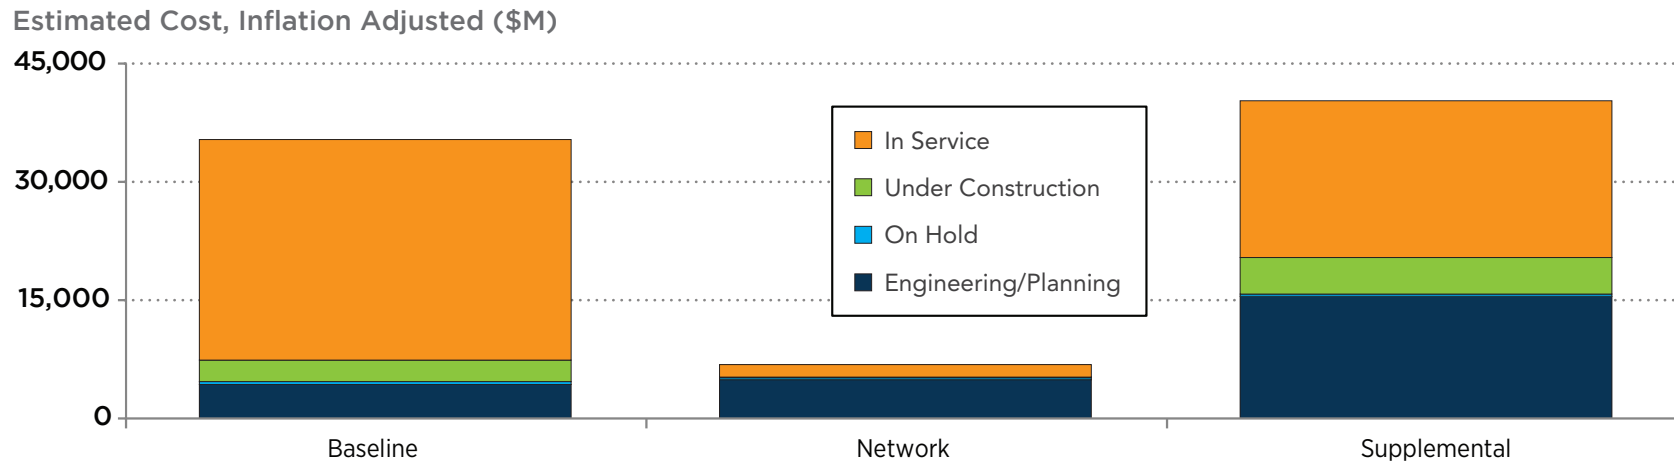 Estimated Cost, Inflation Adjusted ($M)
45,000
30,000
15,000
0
In Service
Under Construction
On Hold
Engineering/Planning
Baseline
Network
Supplemental